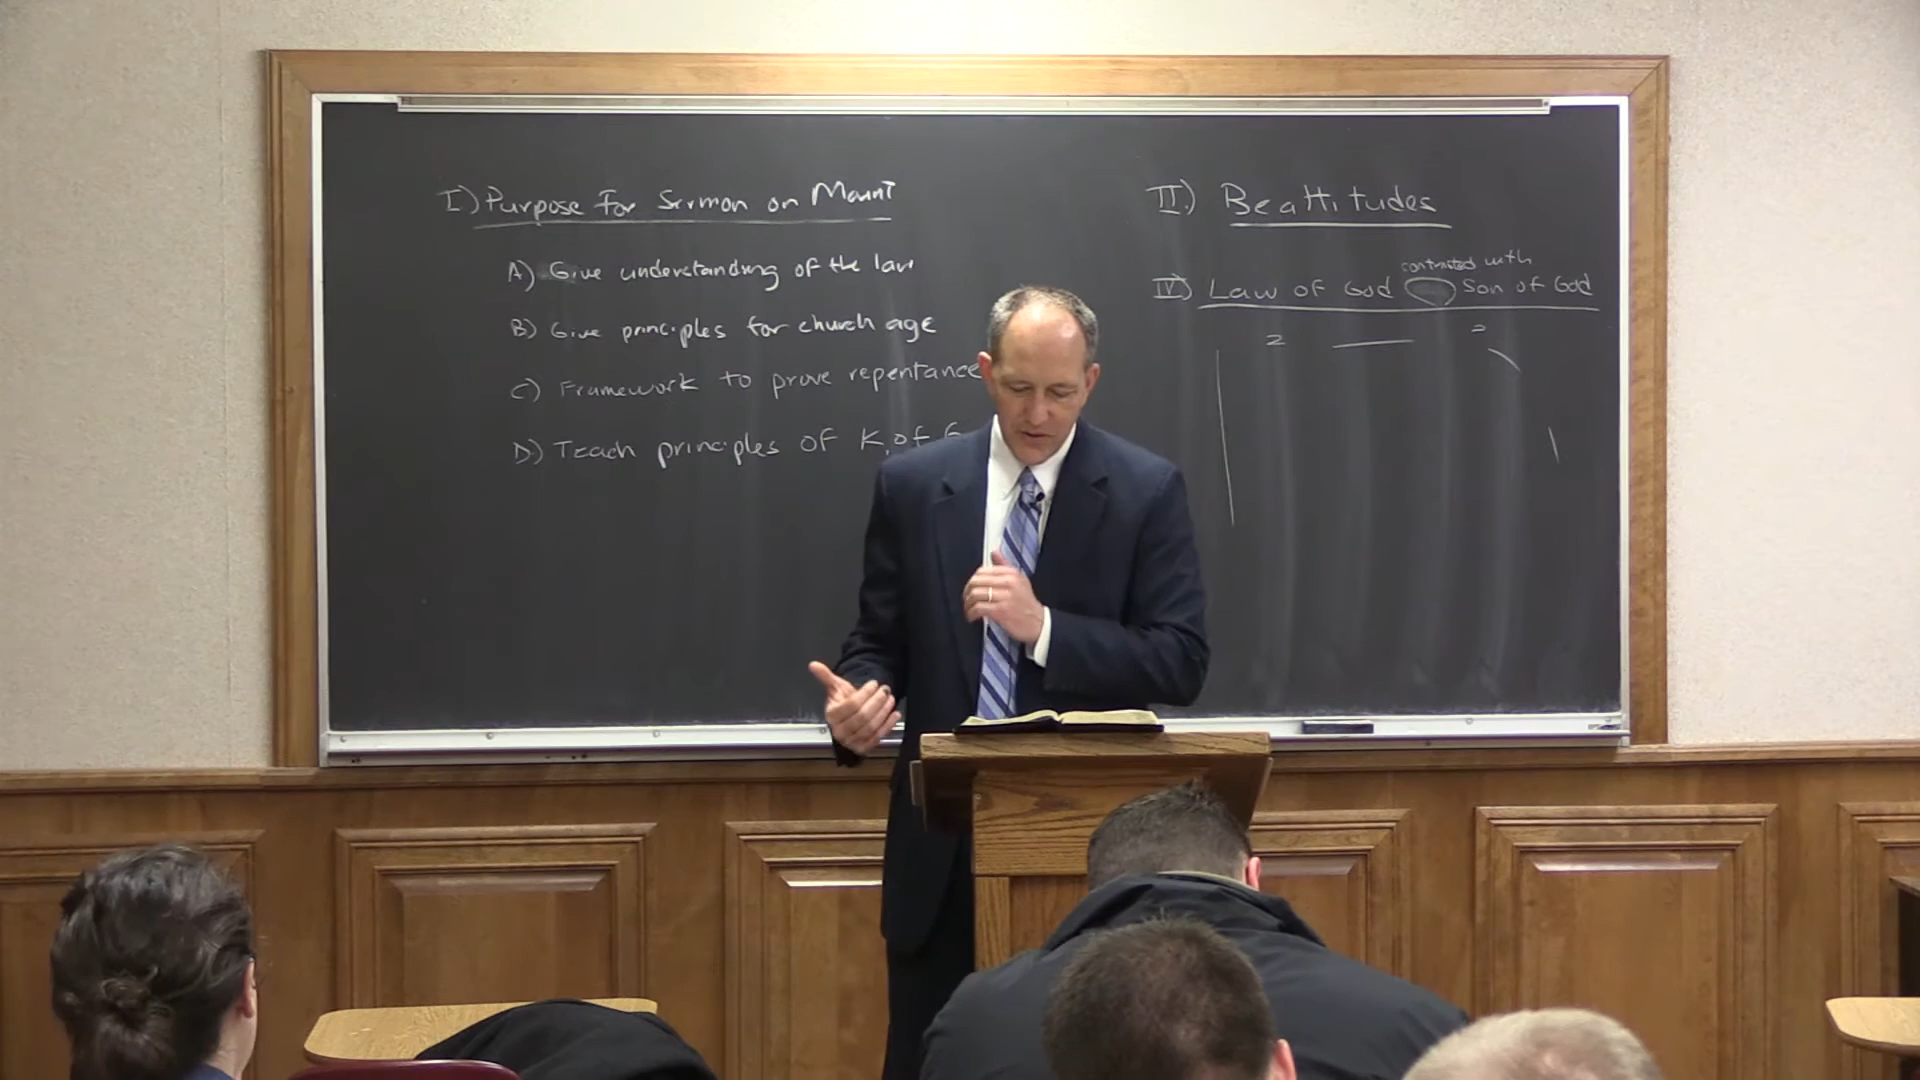 I.) Purpose for Sermon on Mount
A) Give understanding of the law
B) Give principles for church age
C) Framework to prove repentance
D) Teach principles of K. of
II.) Beattitudes
contrasted with
IV) Law of God Son of God